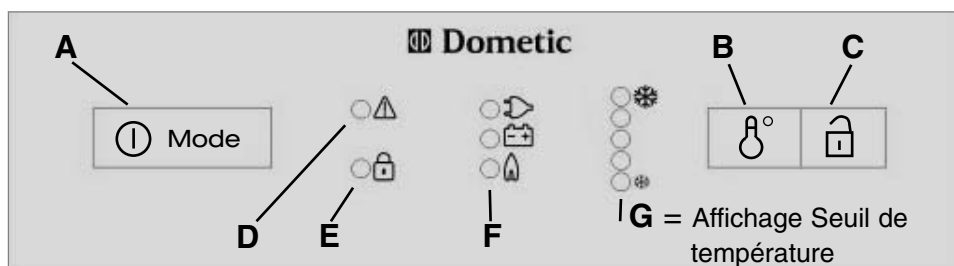 A
Dometic
B
C
Mode
D
E
F
G = Affichage Seuil de
température